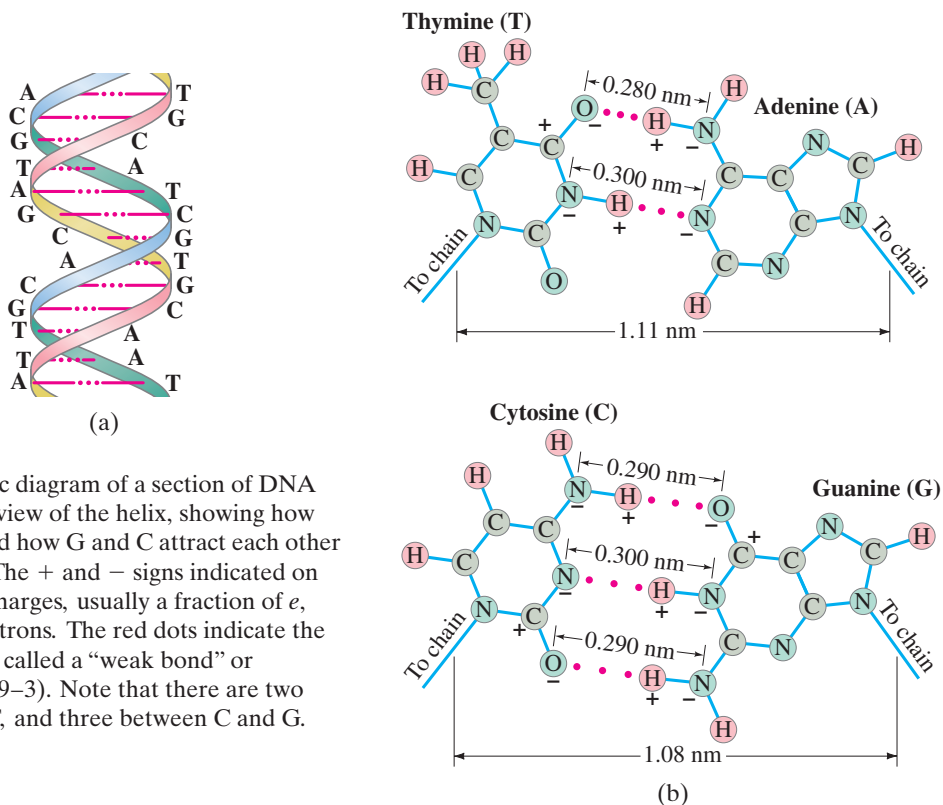 Thymine (T)
H H
H C
O
0.280 nm
H
H N
+ −
Adenine (A)
N
C H
C
+
C
−
H C
N
−
0.300 nm
H
+
N
−
C C
C N
N
C
O
C N
H
To chain
To chain
1.11 nm
A T
C G
G C
T A
A T
G C
C G
A T
C G
G C
T A
T A
A T
(a)
Cytosine (C)
H
H
N
−
H
+
0.290 nm
O
−
Guanine (G)
N
C H
C C
H C
N
−
0.300 nm
H
+
N
−
C
+
C
C N
N
C
+
O
−
0.290 nm
H
+
N
−
C N
H
To chain
To chain
1.08 nm
(b)
c diagram of a section of DNA
view of the helix, showing how
d how G and C attract each other
The + and − signs indicated on
harges, usually a fraction of e,
trons. The red dots indicate the
called a “weak bond” or
9–3). Note that there are two
, and three between C and G.